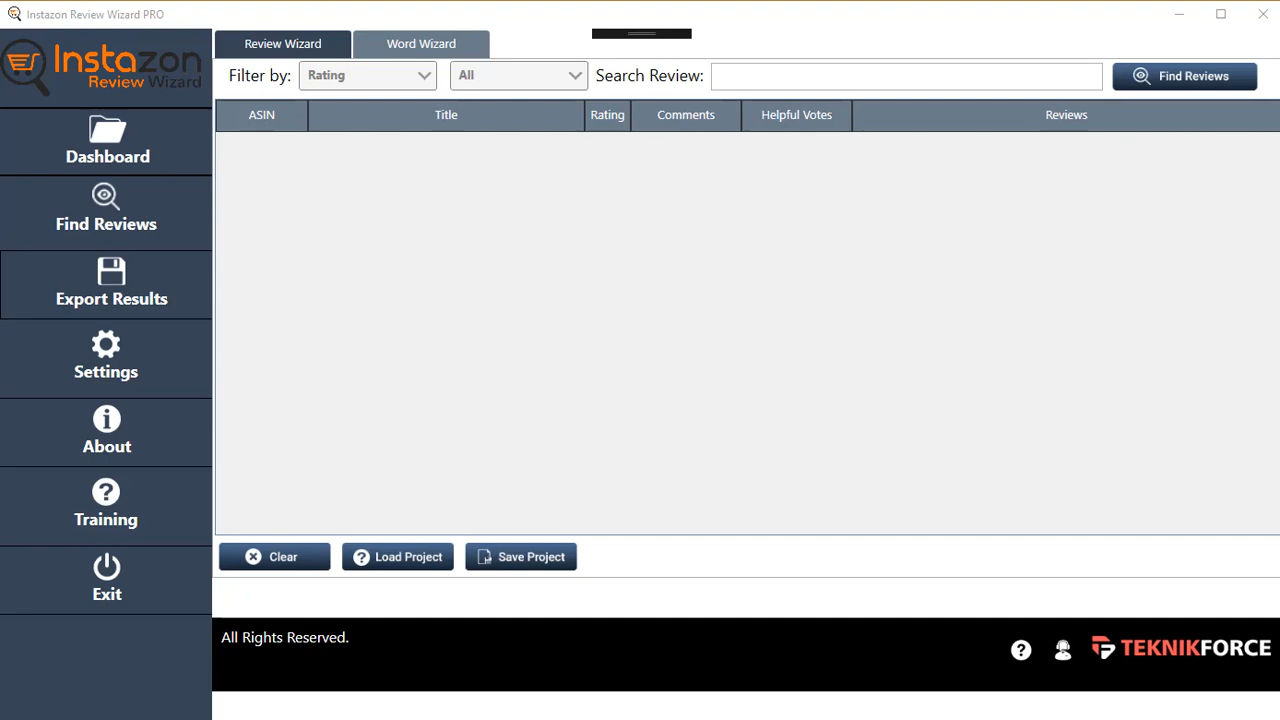 Instazon Review Wizard PRO
Instazon
Review Wizard
Dashboard
Find Reviews
Export Results
Settings
About
Training
Exit
Review Wizard
Word Wizard
Filter by:
Rating
All
Search Review:
Find Reviews
ASIN
Title
Rating
Comments
Helpful Votes
Reviews
Clear
Load Project
Save Project
All Rights Reserved.
TEKNIKFORCE